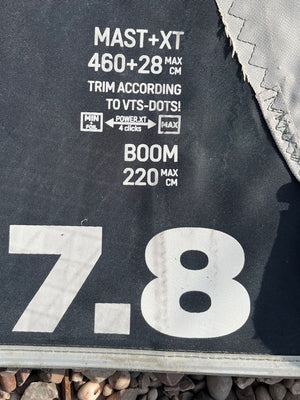 MAST+XT
460+28 MAX CM
TRIM ACCORDING
TO VTS-DOTS!
MIN + POS. POWER.XT 4 clicks MAX
BOOM
220 MAX CM
7.8